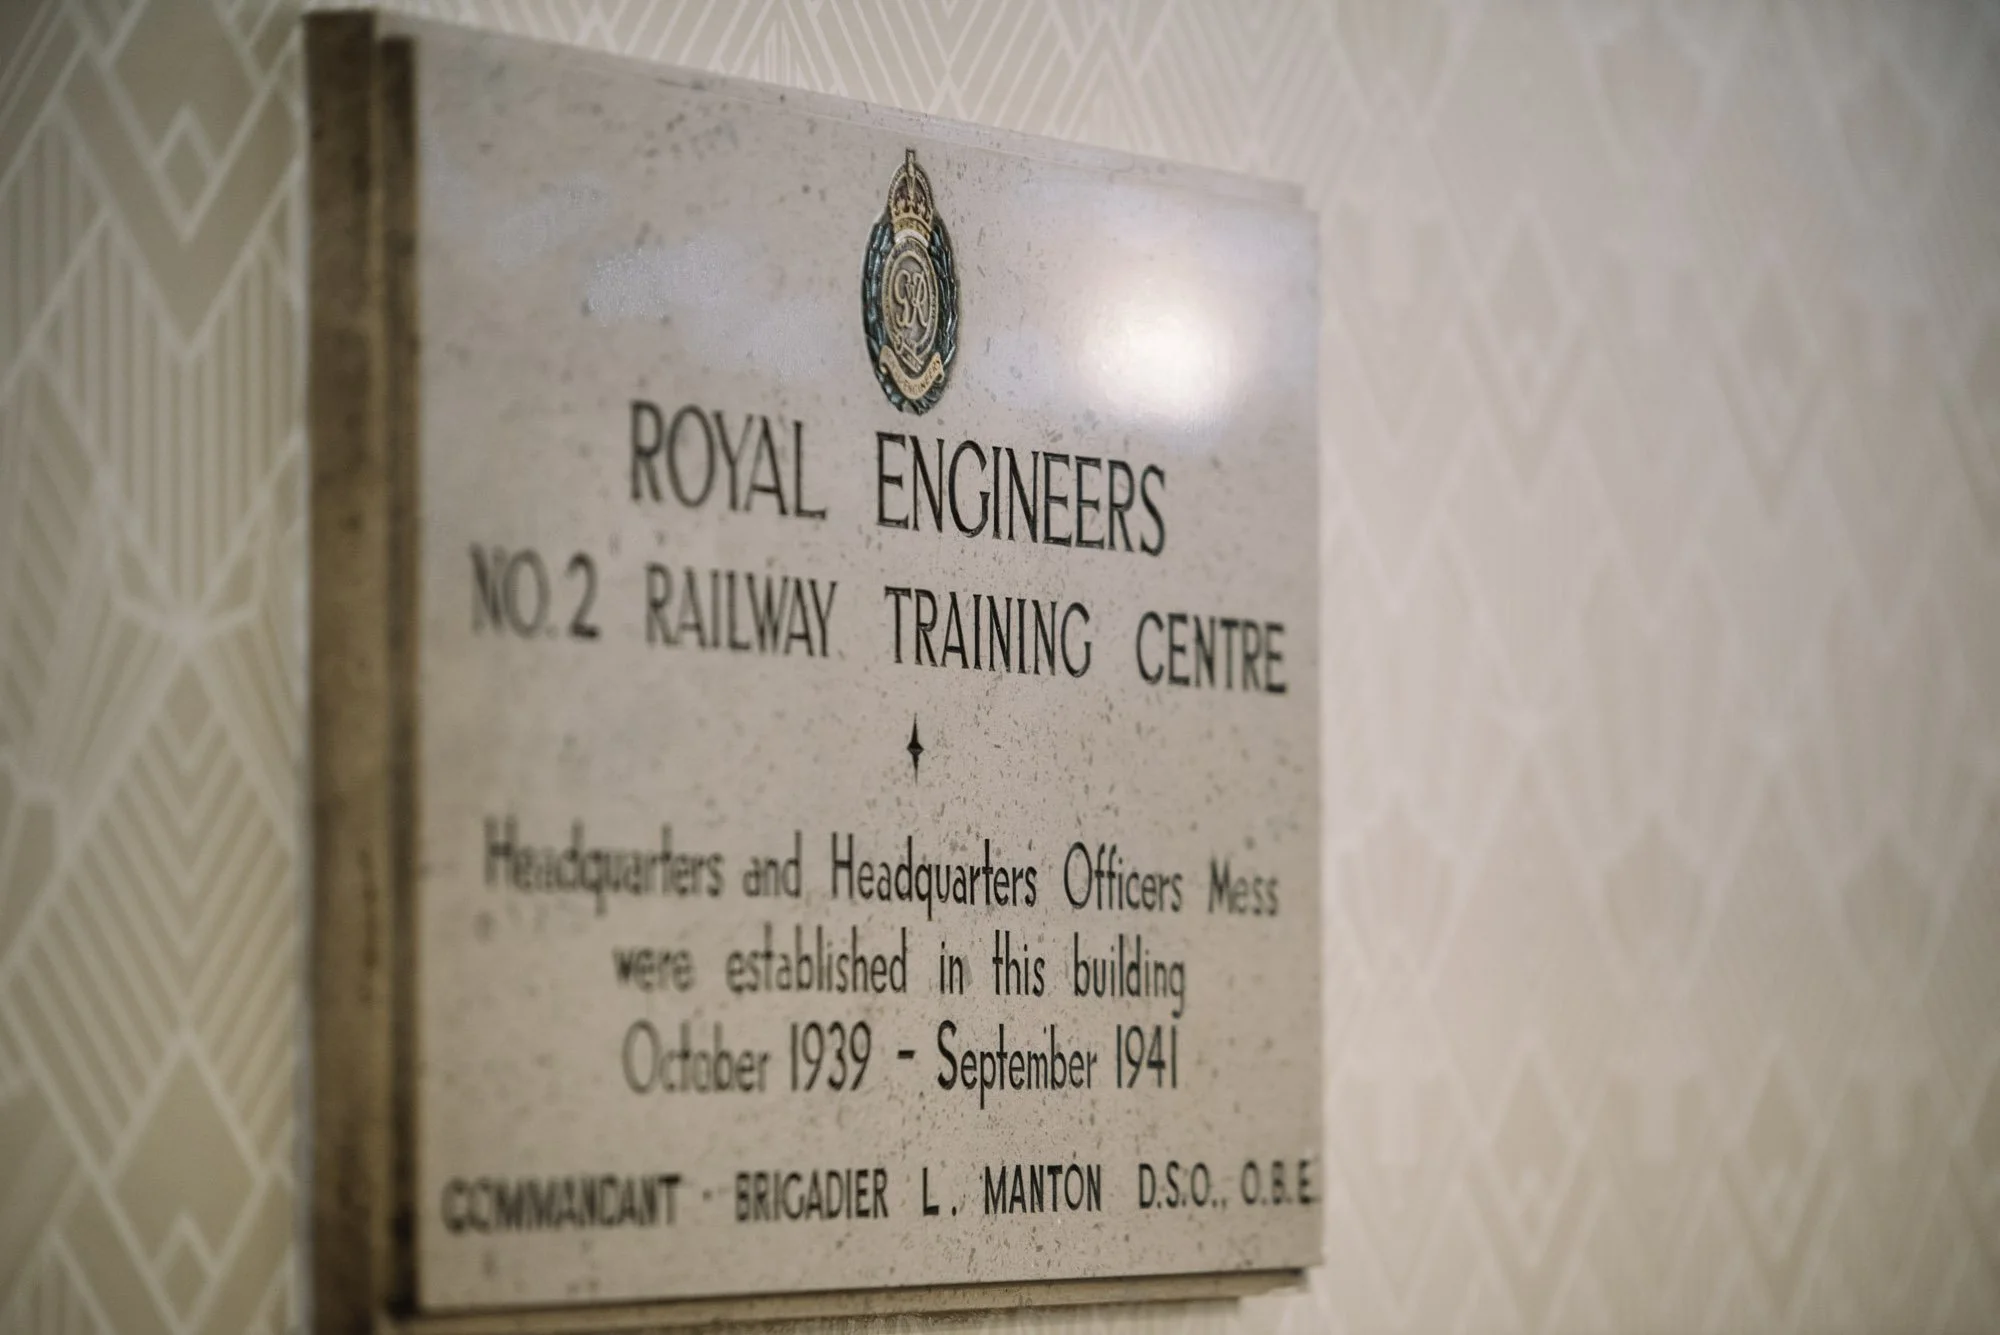 GR
ROYAL ENGINEERS
NO. 2 RAILWAY TRAINING CENTRE
Headquarters and Headquarters Officers Mess
were established in this building
October 1939 - September 1941
COMMANDANT · BRIGADIER L. MANTON D.S.O., O.B.E.